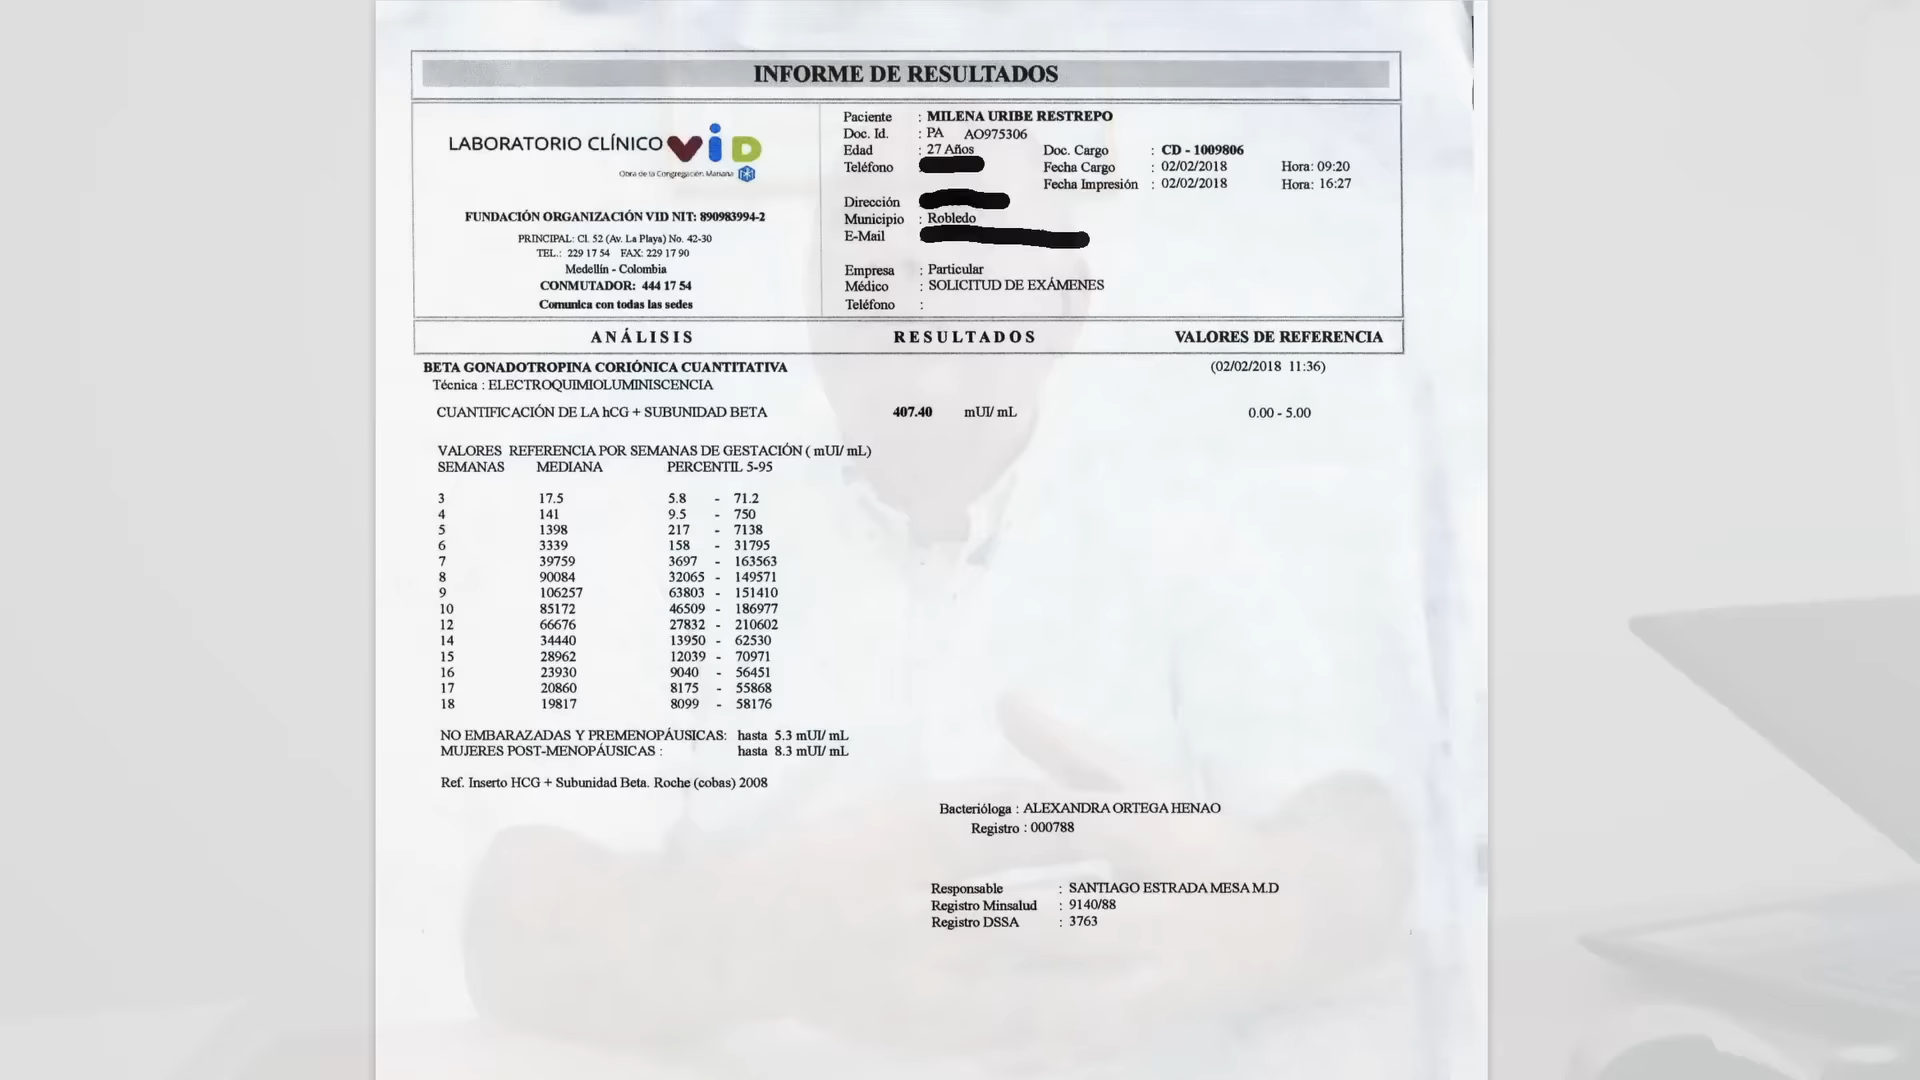 INFORME DE RESULTADOS
LABORATORIO CLÍNICO VID
Obra de la Congregación Mariana
FUNDACIÓN ORGANIZACIÓN VID NIT: 890983994-2
PRINCIPAL: Cl. 52 (Av. La Playa) No. 42-30
TEL.: 229 17 54 FAX: 229 17 90
Medellín - Colombia
CONMUTADOR: 444 17 54
Comunica con todas las sedes
Paciente : MILENA URIBE RESTREPO
Doc. Id. : PA AO975306
Edad : 27 Años Doc. Cargo : CD - 1009806
Teléfono Fecha Cargo : 02/02/2018 Hora: 09:20
Fecha Impresión : 02/02/2018 Hora: 16:27
Dirección
Municipio : Robledo
E-Mail
Empresa : Particular
Médico : SOLICITUD DE EXÁMENES
Teléfono :
ANÁLISIS RESULTADOS VALORES DE REFERENCIA
BETA GONADOTROPINA CORIÓNICA CUANTITATIVA (02/02/2018 11:36)
Técnica : ELECTROQUIMIOLUMINISCENCIA
CUANTIFICACIÓN DE LA hCG + SUBUNIDAD BETA 407.40 mUI/ mL 0.00 - 5.00
VALORES REFERENCIA POR SEMANAS DE GESTACIÓN ( mUI/ mL)
SEMANAS MEDIANA PERCENTIL 5-95
3 17.5 5.8 - 71.2
4 141 9.5 - 750
5 1398 217 - 7138
6 3339 158 - 31795
7 39759 3697 - 163563
8 90084 32065 - 149571
9 106257 63803 - 151410
10 85172 46509 - 186977
12 66676 27832 - 210602
14 34440 13950 - 62530
15 28962 12039 - 70971
16 23930 9040 - 56451
17 20860 8175 - 55868
18 19817 8099 - 58176
NO EMBARAZADAS Y PREMENOPÁUSICAS: hasta 5.3 mUI/ mL
MUJERES POST-MENOPÁUSICAS : hasta 8.3 mUI/ mL
Ref. Inserto HCG + Subunidad Beta. Roche (cobas) 2008
Bacterióloga : ALEXANDRA ORTEGA HENAO
Registro : 000788
Responsable : SANTIAGO ESTRADA MESA M.D
Registro Minsalud : 9140/88
Registro DSSA : 3763